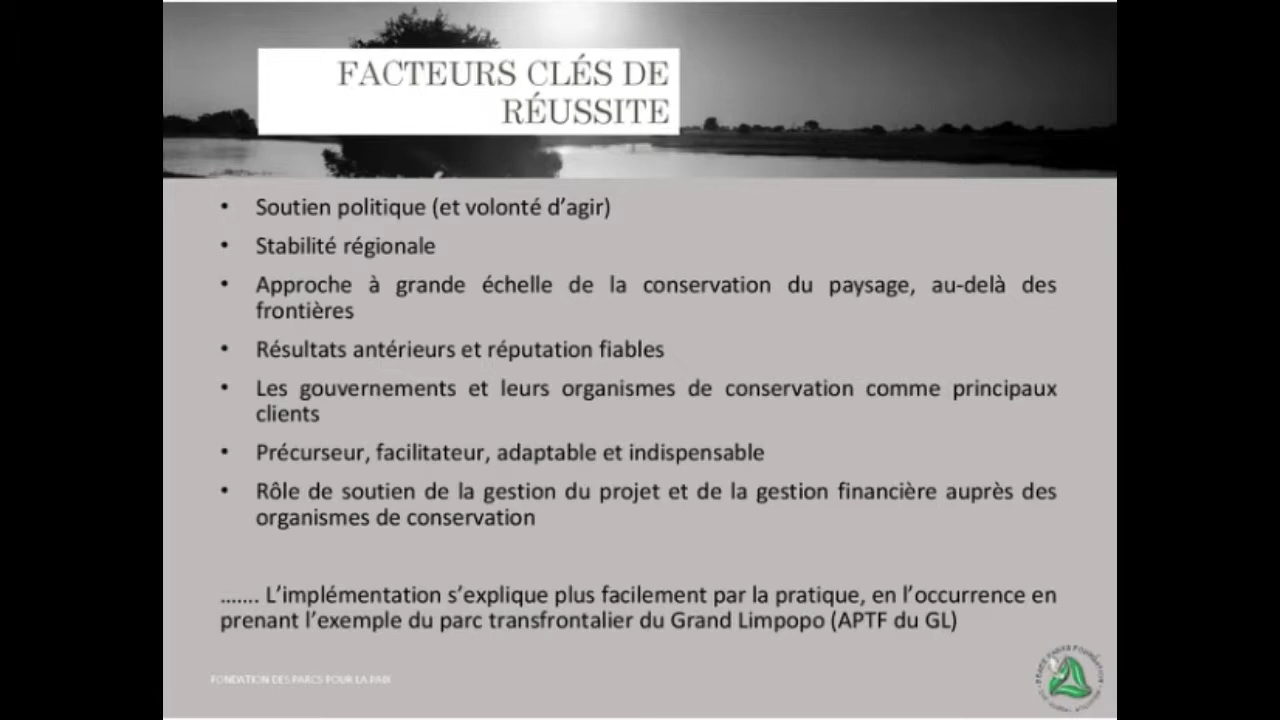 FACTEURS CLÉS DE
RÉUSSITE
• Soutien politique (et volonté d’agir)
• Stabilité régionale
• Approche à grande échelle de la conservation du paysage, au-delà des
frontières
• Résultats antérieurs et réputation fiables
• Les gouvernements et leurs organismes de conservation comme principaux
clients
• Précurseur, facilitateur, adaptable et indispensable
• Rôle de soutien de la gestion du projet et de la gestion financière auprès des
organismes de conservation
....... L’implémentation s’explique plus facilement par la pratique, en l’occurrence en
prenant l’exemple du parc transfrontalier du Grand Limpopo (APTF du GL)
FONDATION DES PARCS POUR LA PAIX
PEACE PARKS FOUNDATION